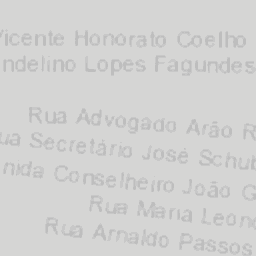 Vicente Honorato Coelho
ndelino Lopes Fagundes
Rua Advogado Arão R
ua Secretário José Schub
nida Conselheiro João G
Rua Maria Leono
Rua Arnaldo Passos